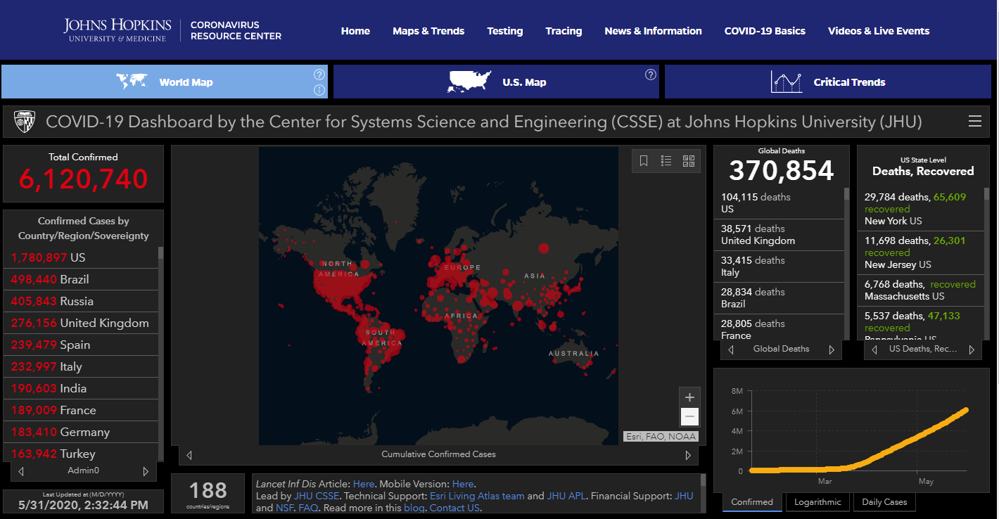 JOHNS HOPKINS
UNIVERSITY & MEDICINE
CORONAVIRUS
RESOURCE CENTER
Home
Maps & Trends
Testing
Tracing
News & Information
COVID-19 Basics
Videos & Live Events
World Map
?
i
U.S. Map
?
Critical Trends
COVID-19 Dashboard by the Center for Systems Science and Engineering (CSSE) at Johns Hopkins University (JHU)
Total Confirmed
6,120,740
Confirmed Cases by
Country/Region/Sovereignty
1,780,897 US
498,440 Brazil
405,843 Russia
276,156 United Kingdom
239,479 Spain
232,997 Italy
190,603 India
189,009 France
183,410 Germany
163,942 Turkey
Admin0
Last Updated at (M/D/YYYY)
5/31/2020, 2:32:44 PM
NORTH
AMERICA
EUROPE
ASIA
AFRICA
SOUTH
AMERICA
AUSTRALIA
+
−
Esri, FAO, NOAA
Cumulative Confirmed Cases
188
countries/regions
Lancet Inf Dis Article: Here. Mobile Version: Here.
Lead by JHU CSSE. Technical Support: Esri Living Atlas team and JHU APL. Financial Support: JHU
and NSF. FAQ. Read more in this blog. Contact US.
Global Deaths
370,854
104,115 deaths
US
38,571 deaths
United Kingdom
33,415 deaths
Italy
28,834 deaths
Brazil
28,805 deaths
France
Global Deaths
US State Level
Deaths, Recovered
29,784 deaths, 65,609
recovered
New York US
11,698 deaths, 26,301
recovered
New Jersey US
6,768 deaths, recovered
Massachusetts US
5,537 deaths, 47,133
recovered
Pennsylvania US
US Deaths, Rec...
8M
6M
4M
2M
0
Mar
May
Confirmed
Logarithmic
Daily Cases